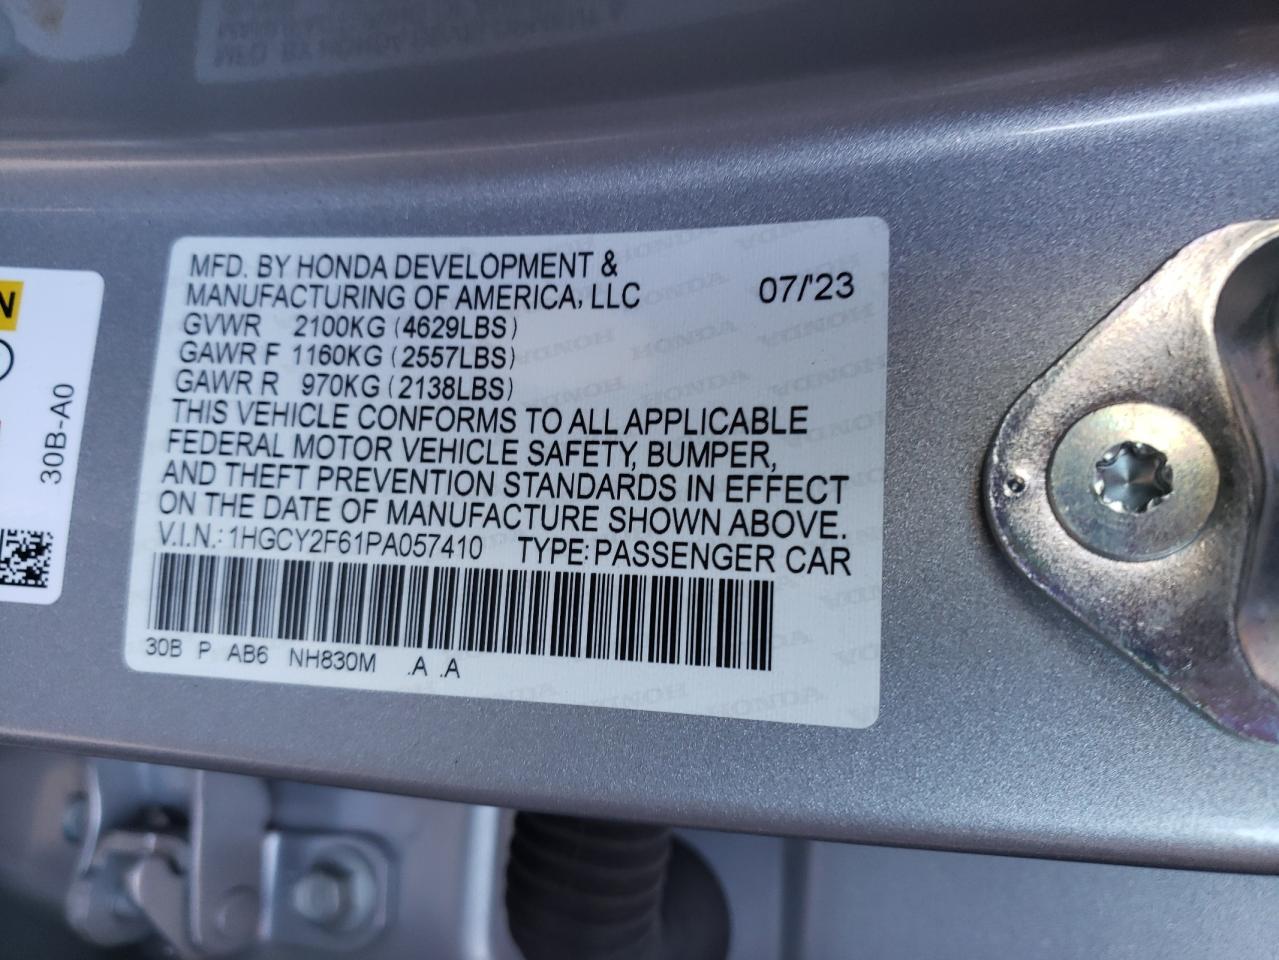 MFD. BY HONDA DEVELOPMENT &
MANUFACTURING OF AMERICA, LLC 07/'23
GVWR 2100KG (4629LBS)
GAWR F 1160KG (2557LBS)
GAWR R 970KG (2138LBS)
THIS VEHICLE CONFORMS TO ALL APPLICABLE
FEDERAL MOTOR VEHICLE SAFETY, BUMPER,
AND THEFT PREVENTION STANDARDS IN EFFECT
ON THE DATE OF MANUFACTURE SHOWN ABOVE.
V.I.N.: 1HGCY2F61PA057410 TYPE: PASSENGER CAR
30B P AB6 NH830M .A .A
30B-A0